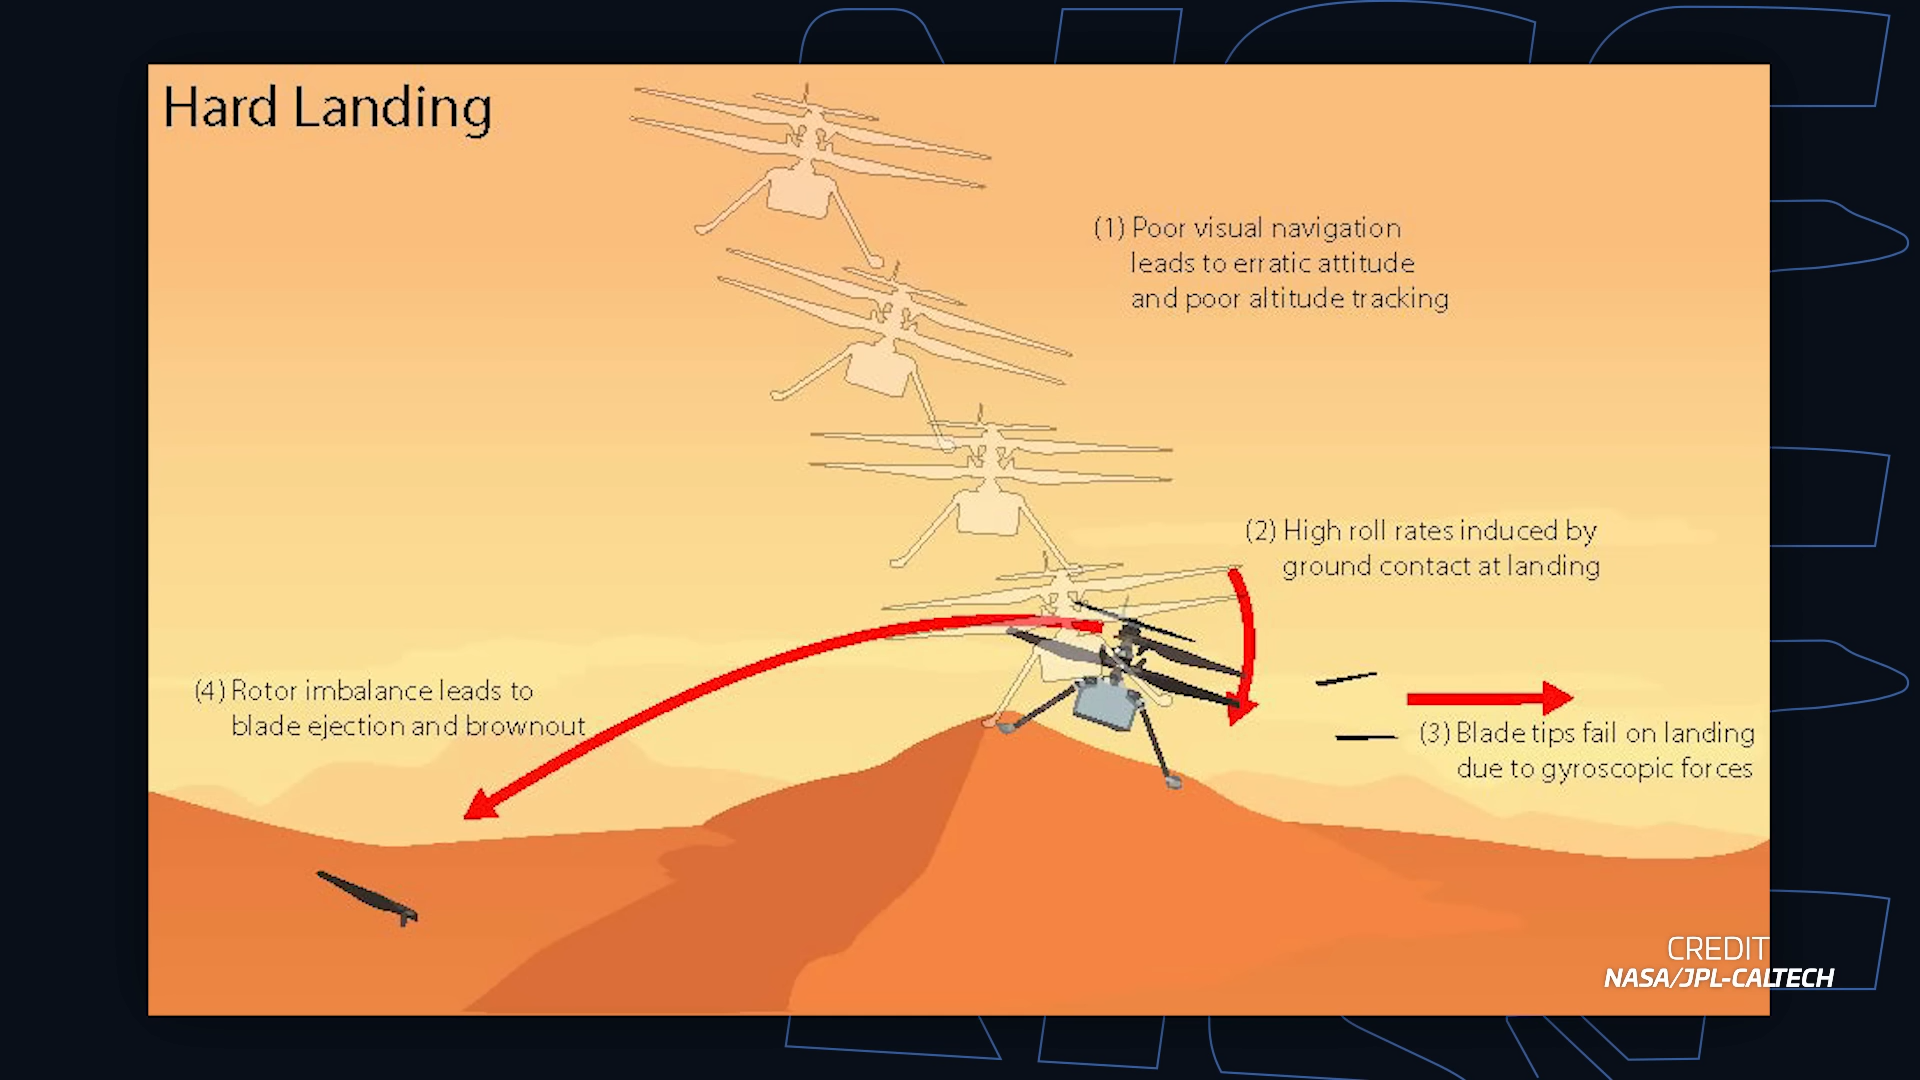 Hard Landing
(1) Poor visual navigation
leads to erratic attitude
and poor altitude tracking
(2) High roll rates induced by
ground contact at landing
(3) Blade tips fail on landing
due to gyroscopic forces
(4) Rotor imbalance leads to
blade ejection and brownout
CREDIT
NASA/JPL-CALTECH